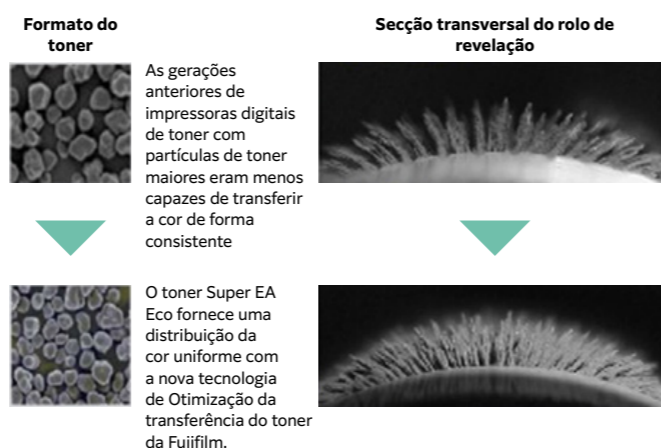 Formato do
toner
Secção transversal do rolo de
revelação
As gerações
anteriores de
impressoras digitais
de toner com
partículas de toner
maiores eram menos
capazes de transferir
a cor de forma
consistente
O toner Super EA
Eco fornece uma
distribuição da
cor uniforme com
a nova tecnologia
de Otimização da
transferência do toner
da Fujifilm.